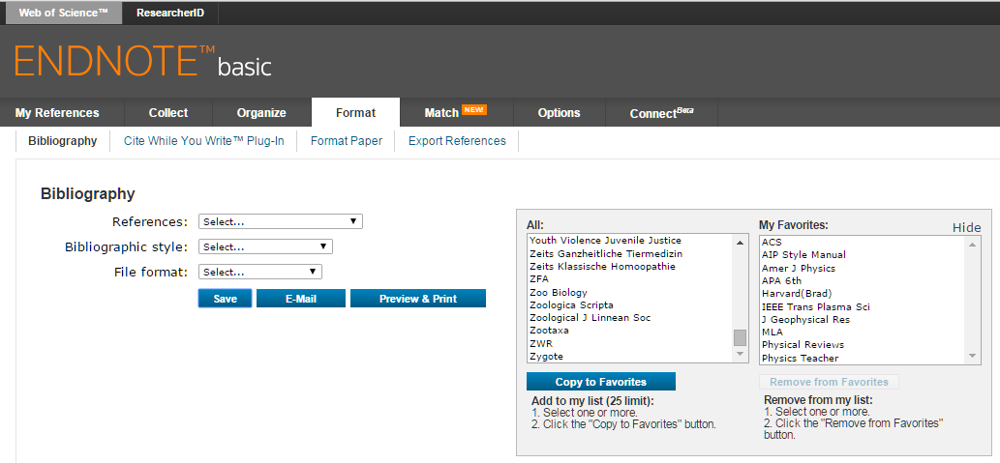 Web of Science™ ResearcherID
ENDNOTE™ basic
My References Collect Organize Format Match NEW! Options Connect Beta
Bibliography Cite While You Write™ Plug-In Format Paper Export References
Bibliography
References: Select...
Bibliographic style: Select...
File format: Select...
Save E-Mail Preview & Print
All:
Youth Violence Juvenile Justice
Zeits Ganzheitliche Tiermedizin
Zeits Klassische Homoopathie
ZFA
Zoo Biology
Zoologica Scripta
Zoological J Linnean Soc
Zootaxa
ZWR
Zygote
Copy to Favorites
Add to my list (25 limit):
1. Select one or more.
2. Click the "Copy to Favorites" button.
My Favorites: Hide
ACS
AIP Style Manual
Amer J Physics
APA 6th
Harvard(Brad)
IEEE Trans Plasma Sci
J Geophysical Res
MLA
Physical Reviews
Physics Teacher
Remove from Favorites
Remove from my list:
1. Select one or more.
2. Click the "Remove from Favorites"
button.